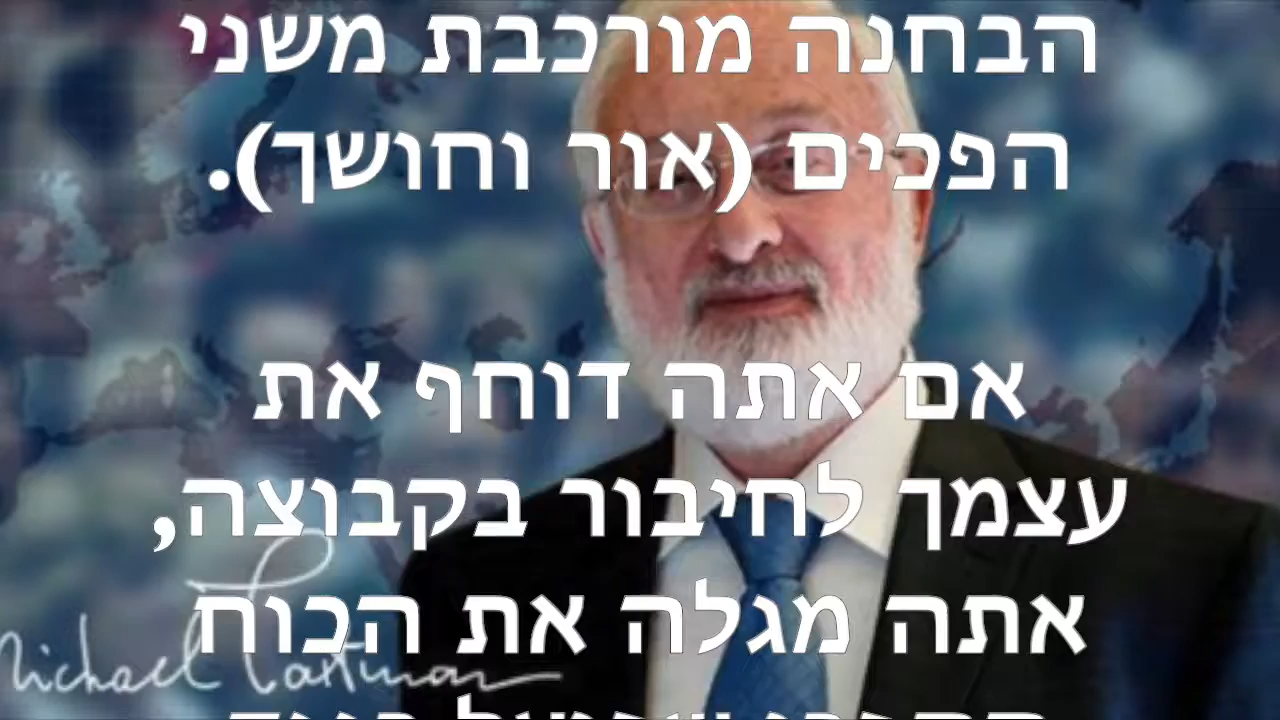 הבחנה מורכבת משני
הפכים (אור וחושך).
אם אתה דוחף את
עצמך לחיבור בקבוצה,
אתה מגלה את הכוח
Michael Laitman